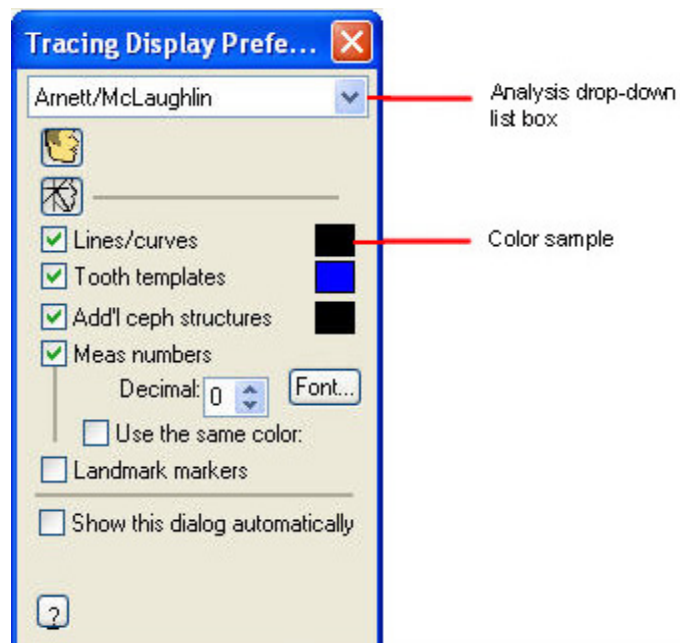 Tracing Display Prefe...
Arnett/McLaughlin
Analysis drop-down
list box
Lines/curves
Color sample
Tooth templates
Add'l ceph structures
Meas numbers
Decimal: 0 Font...
Use the same color:
Landmark markers
Show this dialog automatically
?